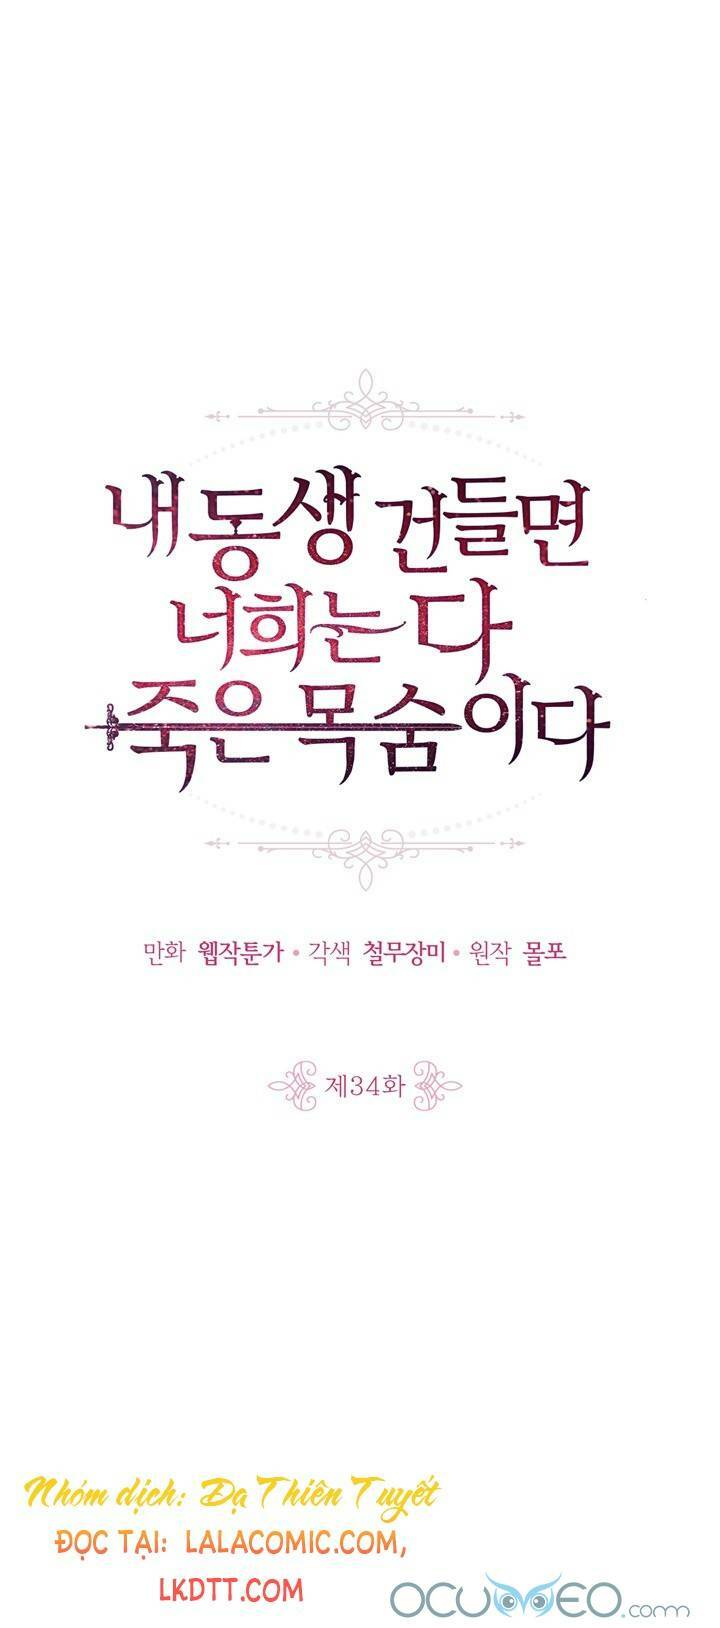 내 동생 건들면
너희는 다
죽은 목숨이다
만화 웹작툰가 • 각색 철무장미 • 원작 몰포
제34화
Nhóm dịch: Dạ Thiên Tuyết
ĐỌC TẠI: LALACOMIC.COM,
LKDTT.COM
OCUMEO.com